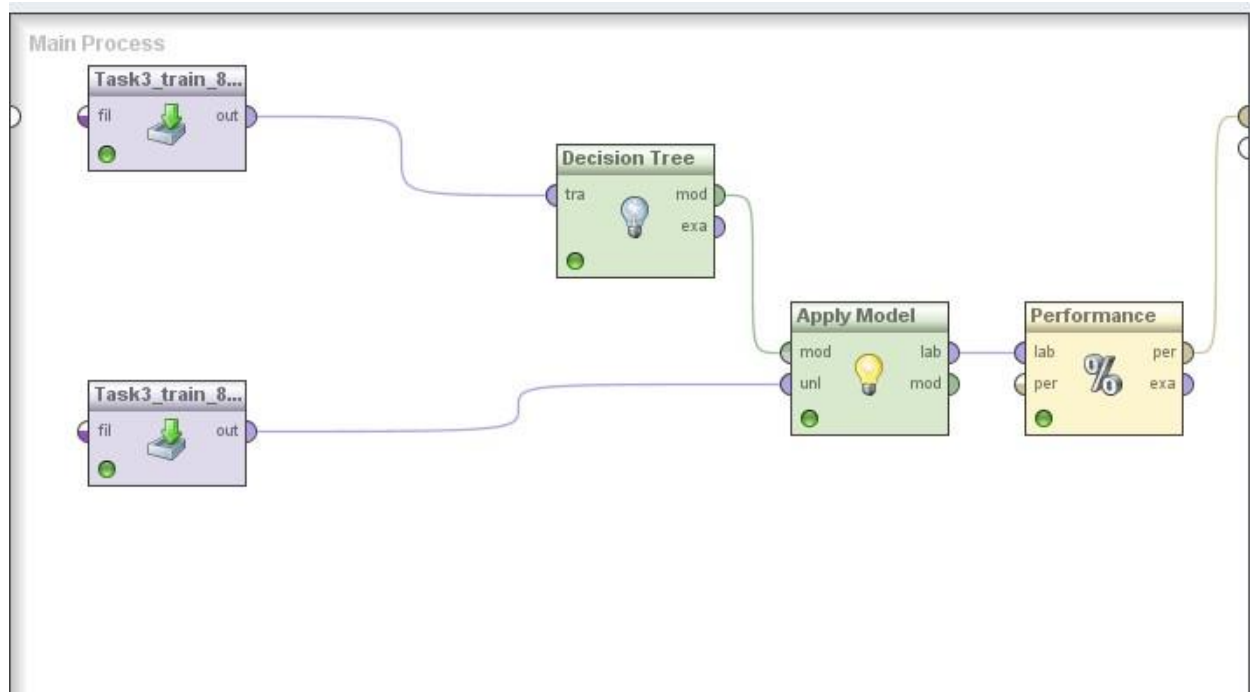 Main Process
Task3_train_8...
fil out
Decision Tree
tra mod
exa
Apply Model
mod lab
unl mod
Performance
lab per
per exa
Task3_train_8...
fil out